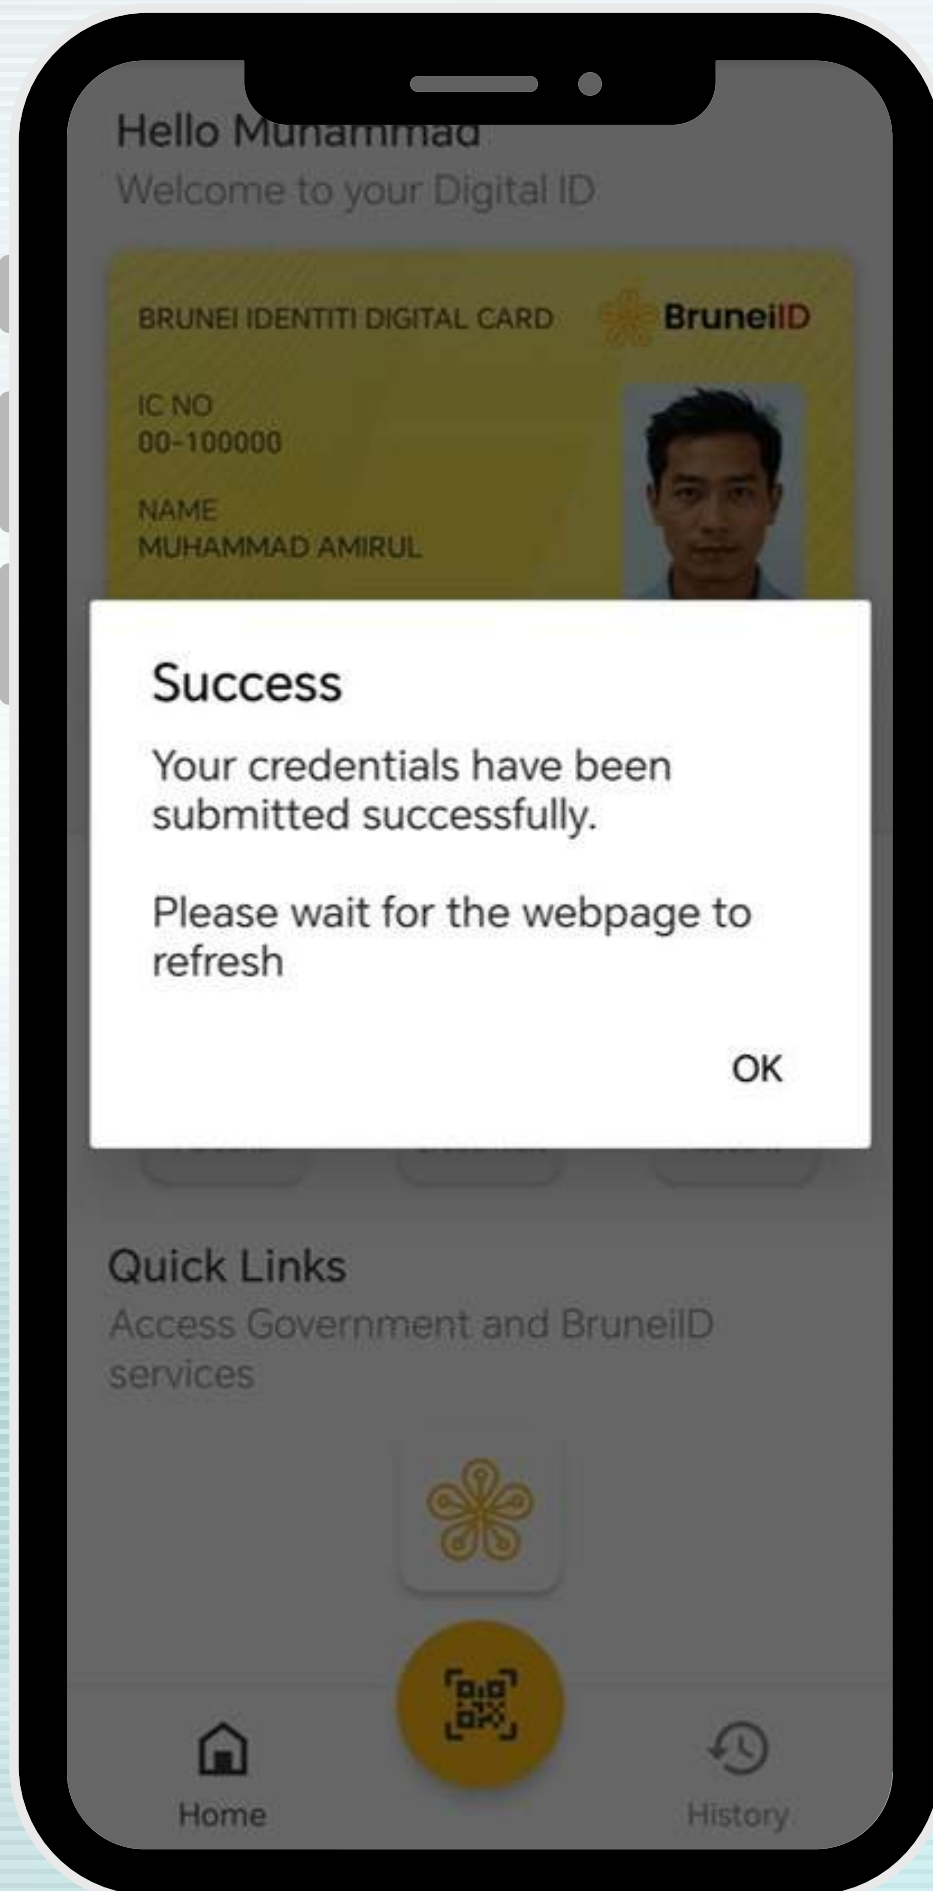 Hello Muhammad
Welcome to your Digital ID
BRUNEI IDENTITI DIGITAL CARD
BruneiID
IC NO
00-100000
NAME
MUHAMMAD AMIRUL
Success
Your credentials have been
submitted successfully.
Please wait for the webpage to
refresh
OK
Quick Links
Access Government and BruneiID
services
Home
History